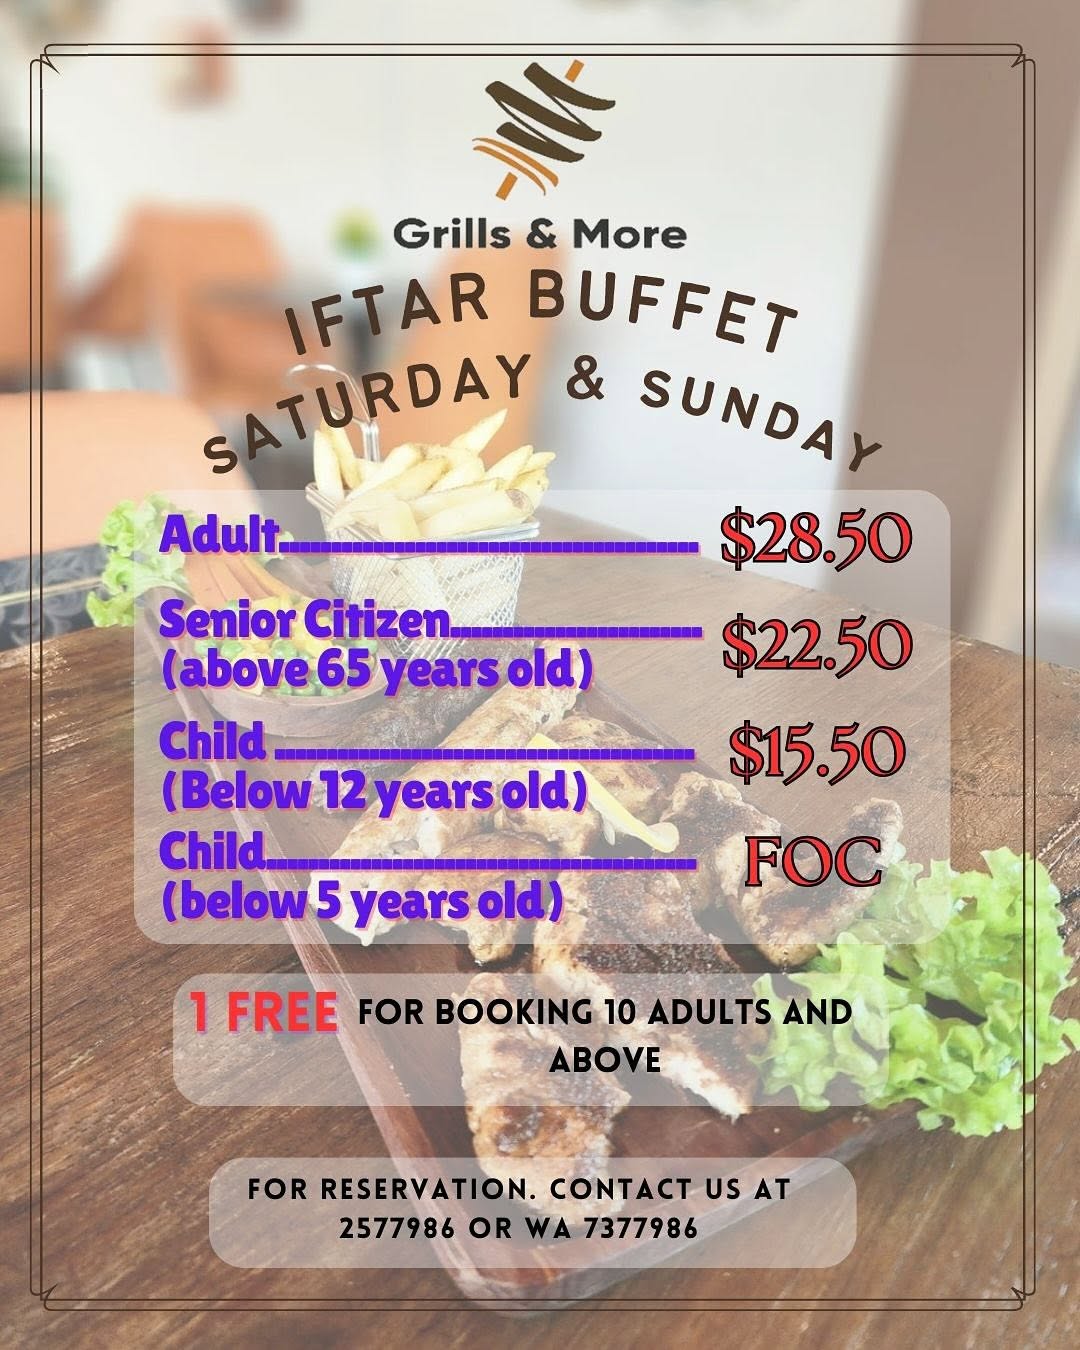 Grills & More
IFTAR BUFFET
SATURDAY & SUNDAY
Adult........................................ $28.50
Senior Citizen........................ $22.50
(above 65 years old)
Child ........................................ $15.50
(Below 12 years old)
Child......................................... FOC
(below 5 years old)
1 FREE FOR BOOKING 10 ADULTS AND
ABOVE
FOR RESERVATION. CONTACT US AT
2577986 OR WA 7377986